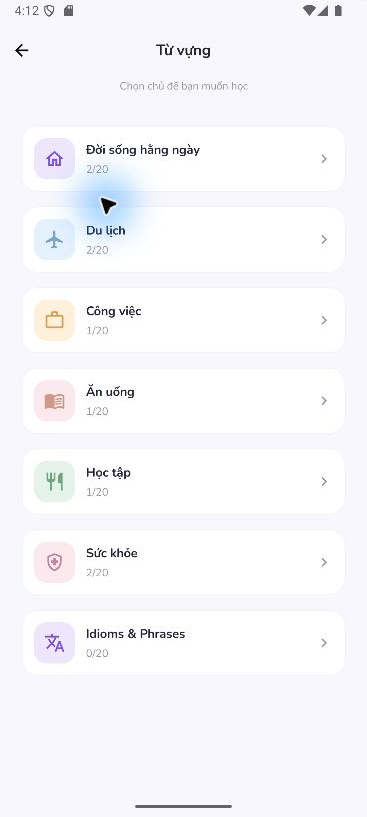 4:12
Từ vựng
Chọn chủ đề bạn muốn học
Đời sống hằng ngày
2/20
Du lịch
2/20
Công việc
1/20
Ăn uống
1/20
Học tập
1/20
Sức khỏe
2/20
Idioms & Phrases
0/20